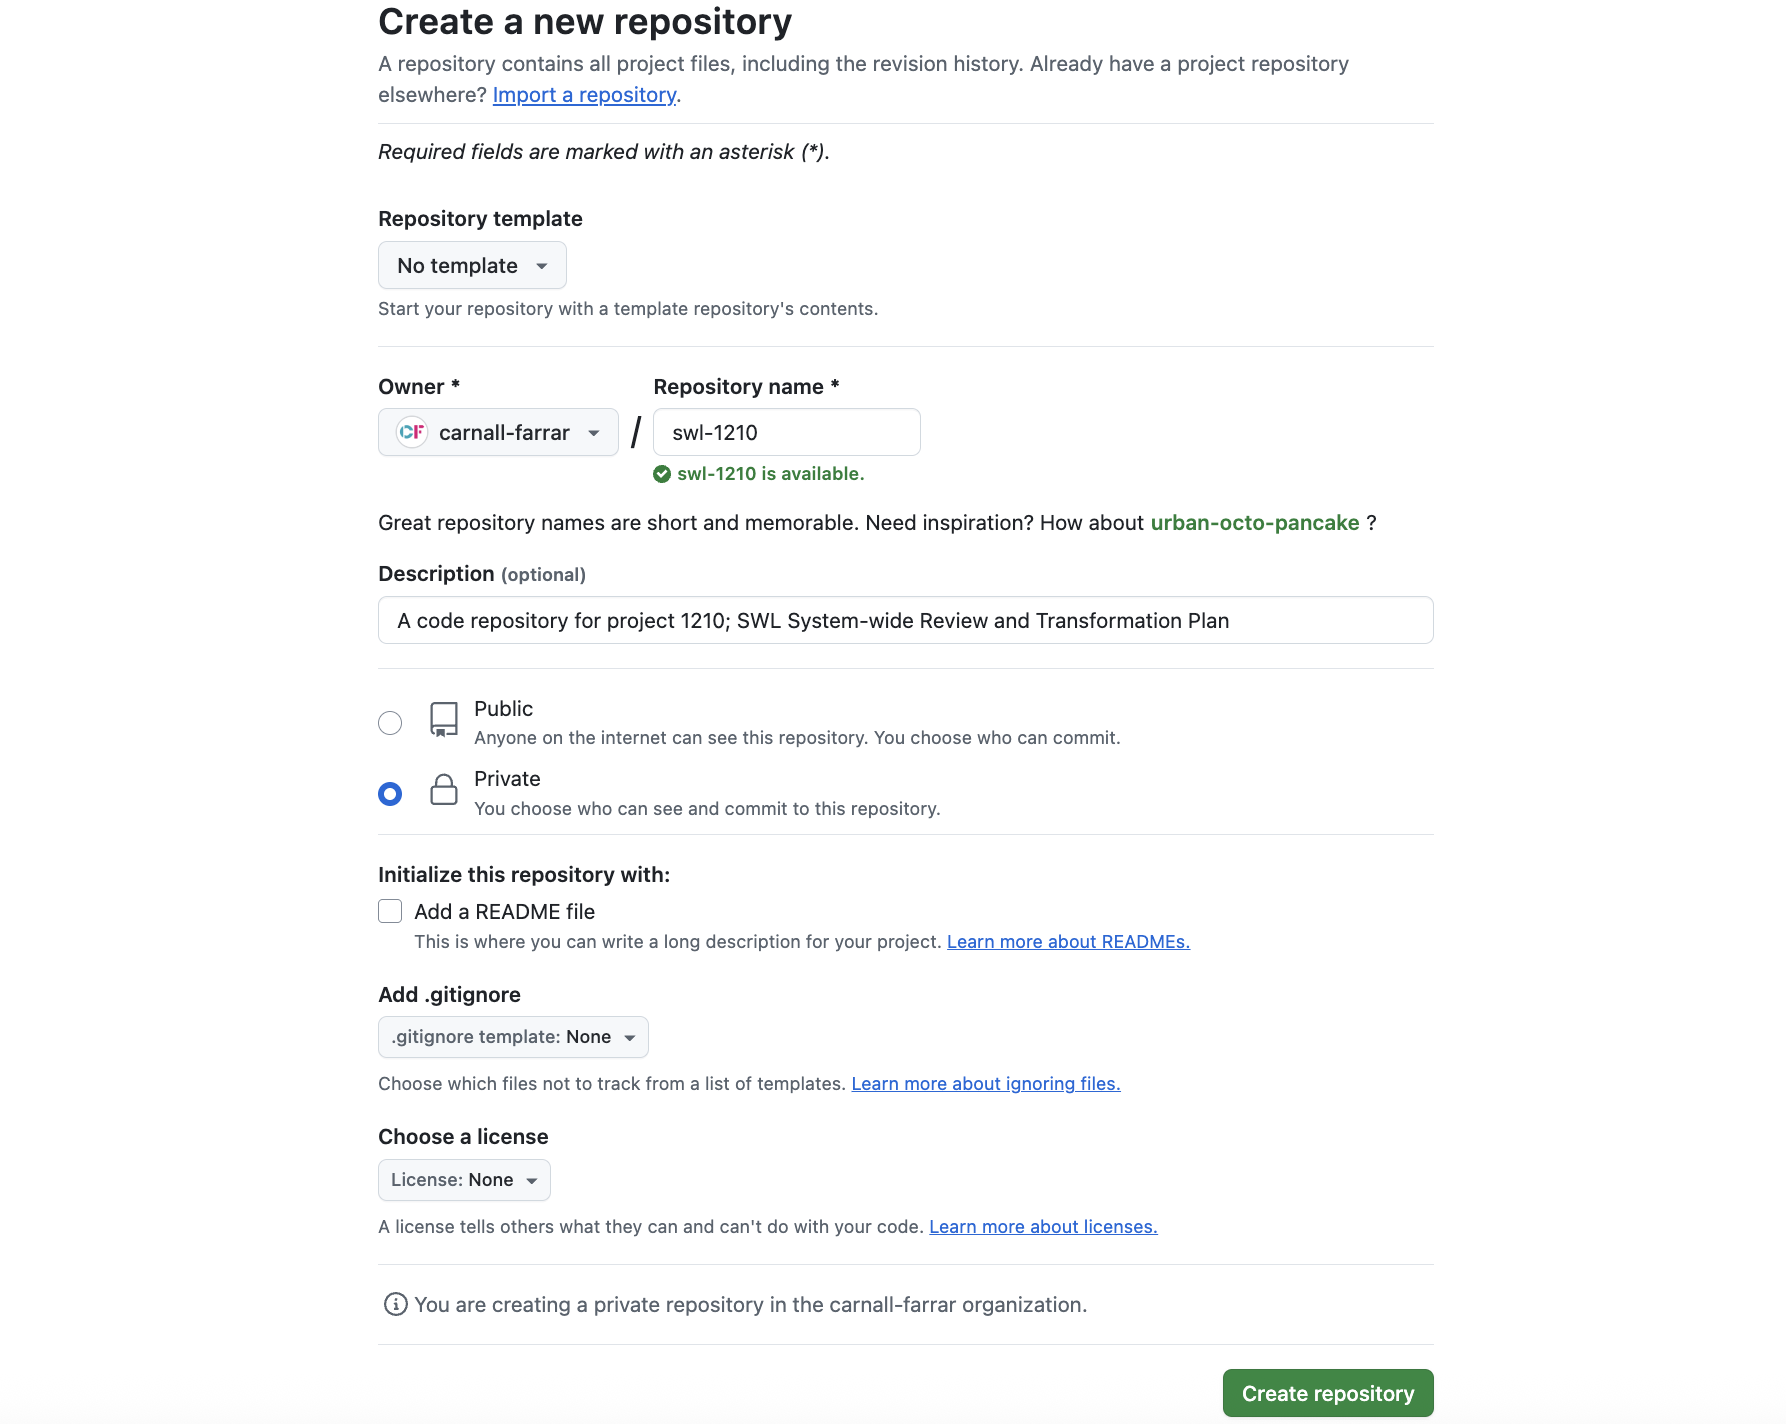 Create a new repository
A repository contains all project files, including the revision history. Already have a project repository
elsewhere? Import a repository.
Required fields are marked with an asterisk (*).
Repository template
No template
Start your repository with a template repository's contents.
Owner *
Repository name *
CF carnall-farrar
/
swl-1210
swl-1210 is available.
Great repository names are short and memorable. Need inspiration? How about urban-octo-pancake ?
Description (optional)
A code repository for project 1210; SWL System-wide Review and Transformation Plan
Public
Anyone on the internet can see this repository. You choose who can commit.
Private
You choose who can see and commit to this repository.
Initialize this repository with:
Add a README file
This is where you can write a long description for your project. Learn more about READMEs.
Add .gitignore
.gitignore template: None
Choose which files not to track from a list of templates. Learn more about ignoring files.
Choose a license
License: None
A license tells others what they can and can't do with your code. Learn more about licenses.
You are creating a private repository in the carnall-farrar organization.
Create repository